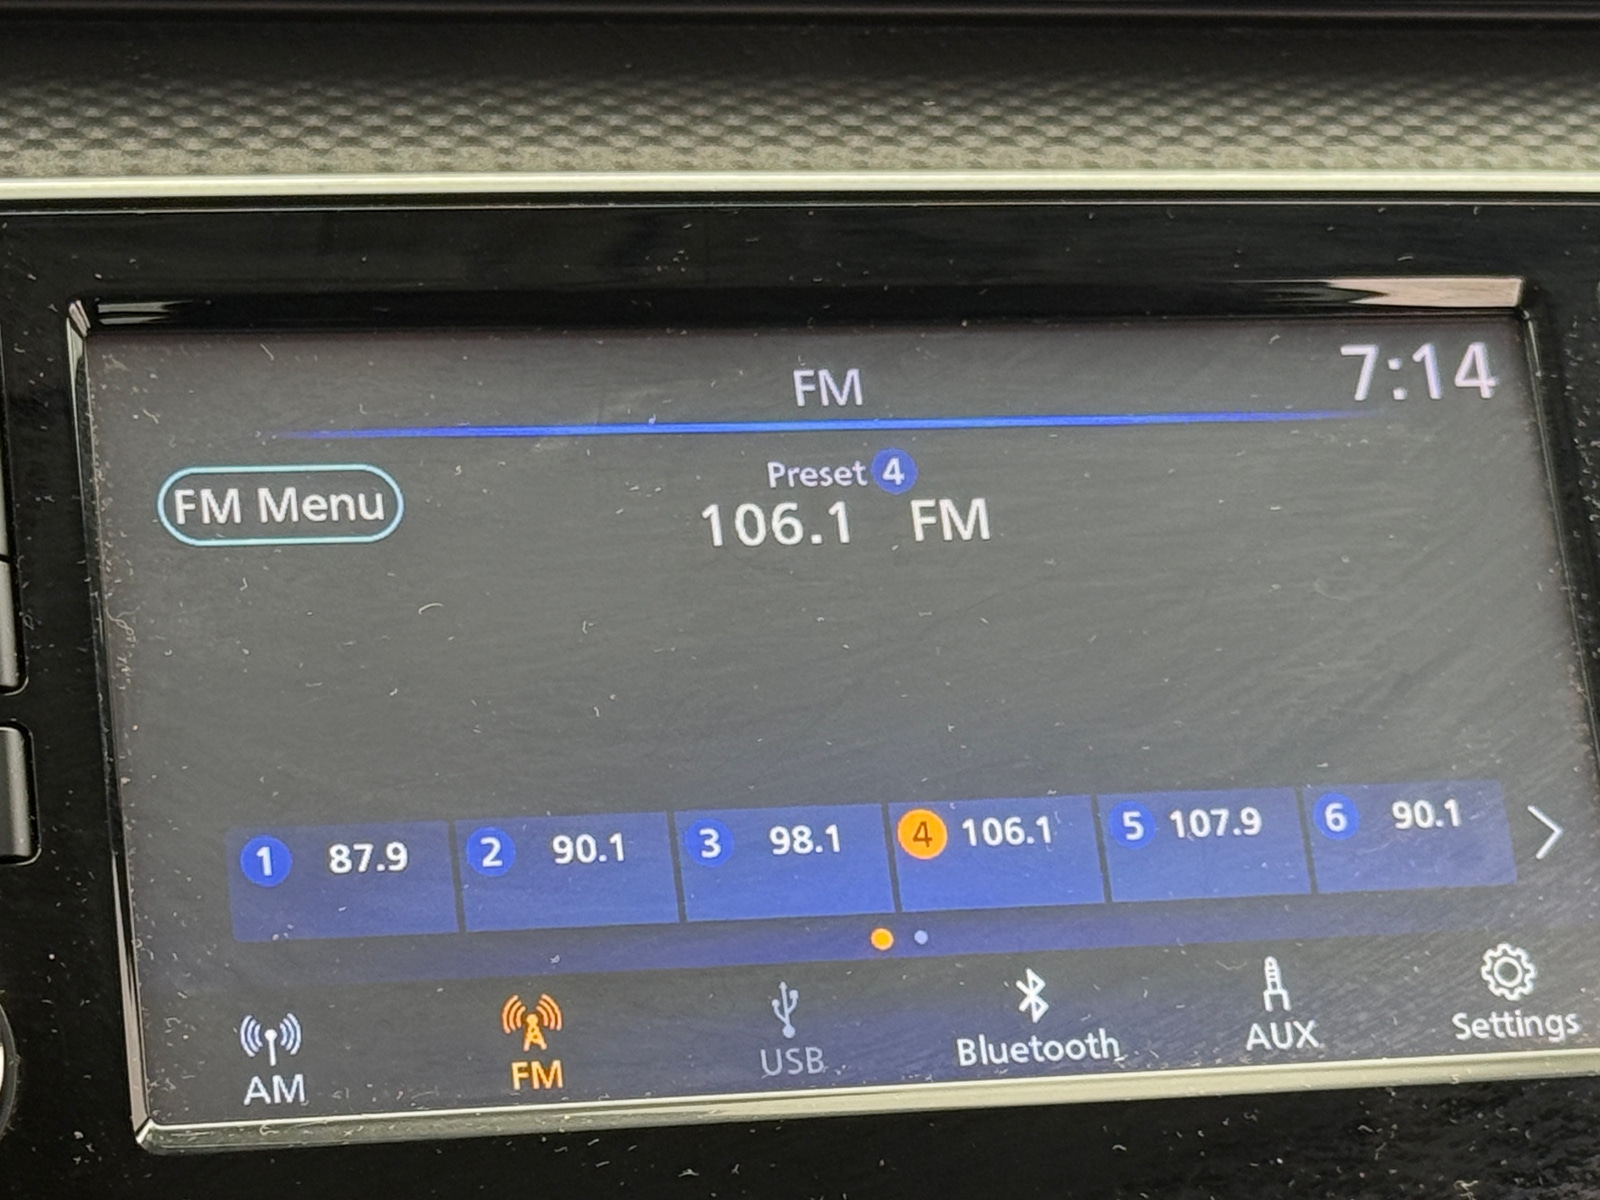 FM
7:14
FM Menu
Preset 4
106.1 FM
1 87.9
2 90.1
3 98.1
4 106.1
5 107.9
6 90.1
AM
FM
USB
Bluetooth
AUX
Settings